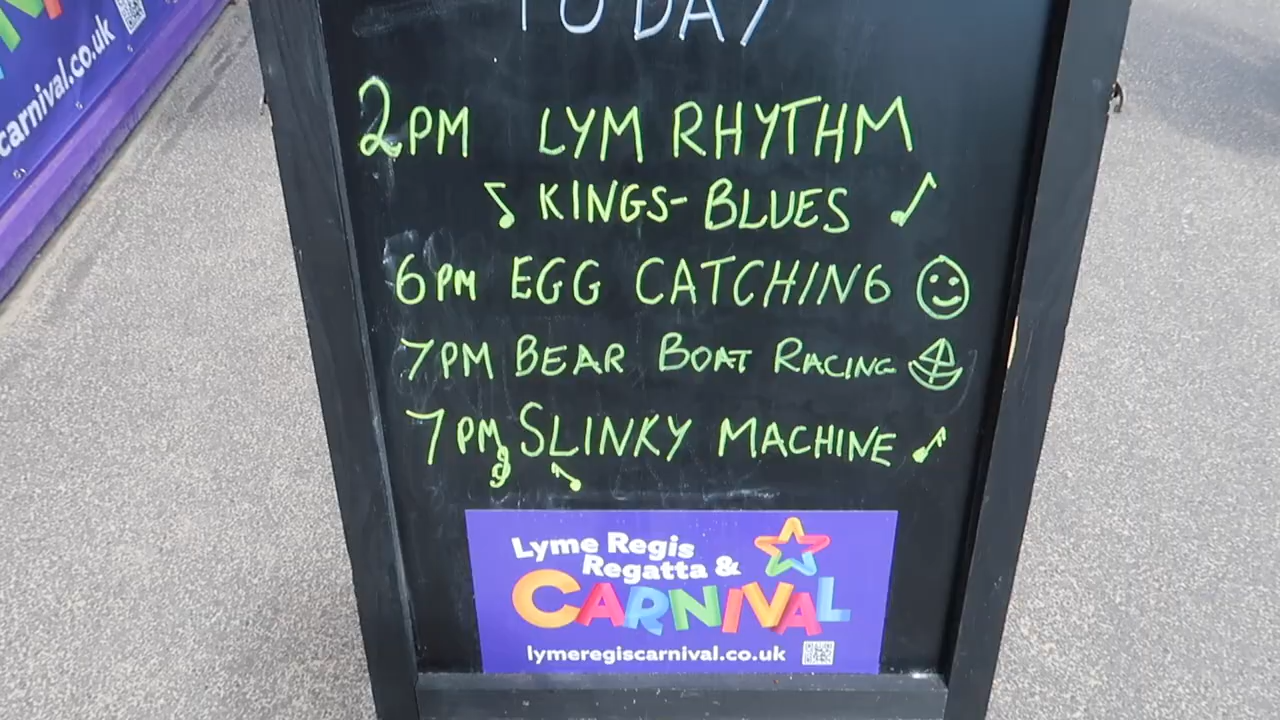 carnival.co.uk
TODAY
2PM LYM RHYTHM
KINGS-BLUES
6PM EGG CATCHING
7PM BEAR BOAT RACING
7PM SLINKY MACHINE
Lyme Regis
Regatta &
CARNIVAL
lymeregiscarnival.co.uk